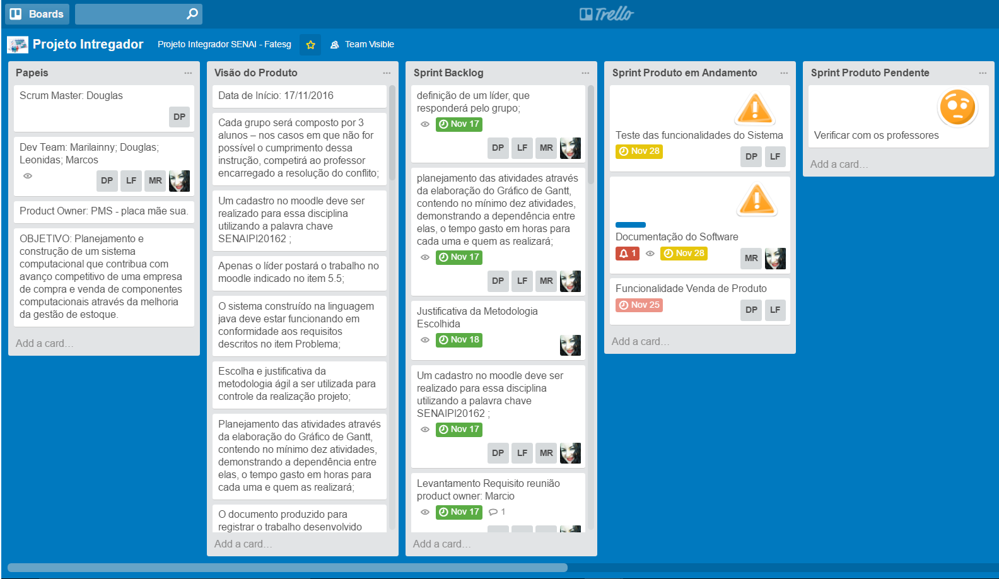 Boards
Trello
Projeto Intregador
Projeto Integrador SENAI - Fatesg
Team Visible
Papeis
Scrum Master: Douglas
DP
Dev Team: Marilainny; Douglas;
Leonidas; Marcos
DP LF MR
Product Owner: PMS - placa mãe sua.
OBJETIVO: Planejamento e
construção de um sistema
computacional que contribua com
avanço competitivo de uma empresa
de compra e venda de componentes
computacionais através da melhoria
da gestão de estoque.
Add a card…
Visão do Produto
Data de Início: 17/11/2016
Cada grupo será composto por 3
alunos – nos casos em que não for
possível o cumprimento dessa
instrução, competirá ao professor
encarregado a resolução do conflito;
Um cadastro no moodle deve ser
realizado para essa disciplina
utilizando a palavra chave
SENAIPI20162 ;
Apenas o líder postará o trabalho no
moodle indicado no item 5.5;
O sistema construído na linguagem
java deve estar funcionando em
conformidade aos requisitos
descritos no item Problema;
Escolha e justificativa da
metodologia ágil a ser utilizada para
controle da realização projeto;
Planejamento das atividades através
da elaboração do Gráfico de Gantt,
contendo no mínimo dez atividades,
demonstrando a dependência entre
elas, o tempo gasto em horas para
cada uma e quem as realizará;
O documento produzido para
registrar o trabalho desenvolvido
Add a card…
Sprint Backlog
definição de um líder, que
responderá pelo grupo;
Nov 17
DP LF MR
planejamento das atividades através
da elaboração do Gráfico de Gantt,
contendo no mínimo dez atividades,
demonstrando a dependência entre
elas, o tempo gasto em horas para
cada uma e quem as realizará;
Nov 17
DP LF MR
Justificativa da Metodologia
Escolhida
Nov 18
Um cadastro no moodle deve ser
realizado para essa disciplina
utilizando a palavra chave
SENAIPI20162 ;
Nov 17
DP LF MR
Levantamento Requisito reunião
product owner: Marcio
Nov 17 1
Add a card…
Sprint Produto em Andamento
Teste das funcionalidades do Sistema
Nov 28
DP LF
Documentação do Software
1 Nov 28
MR
Funcionalidade Venda de Produto
Nov 25
DP LF
Add a card…
Sprint Produto Pendente
Verificar com os professores
Add a card…